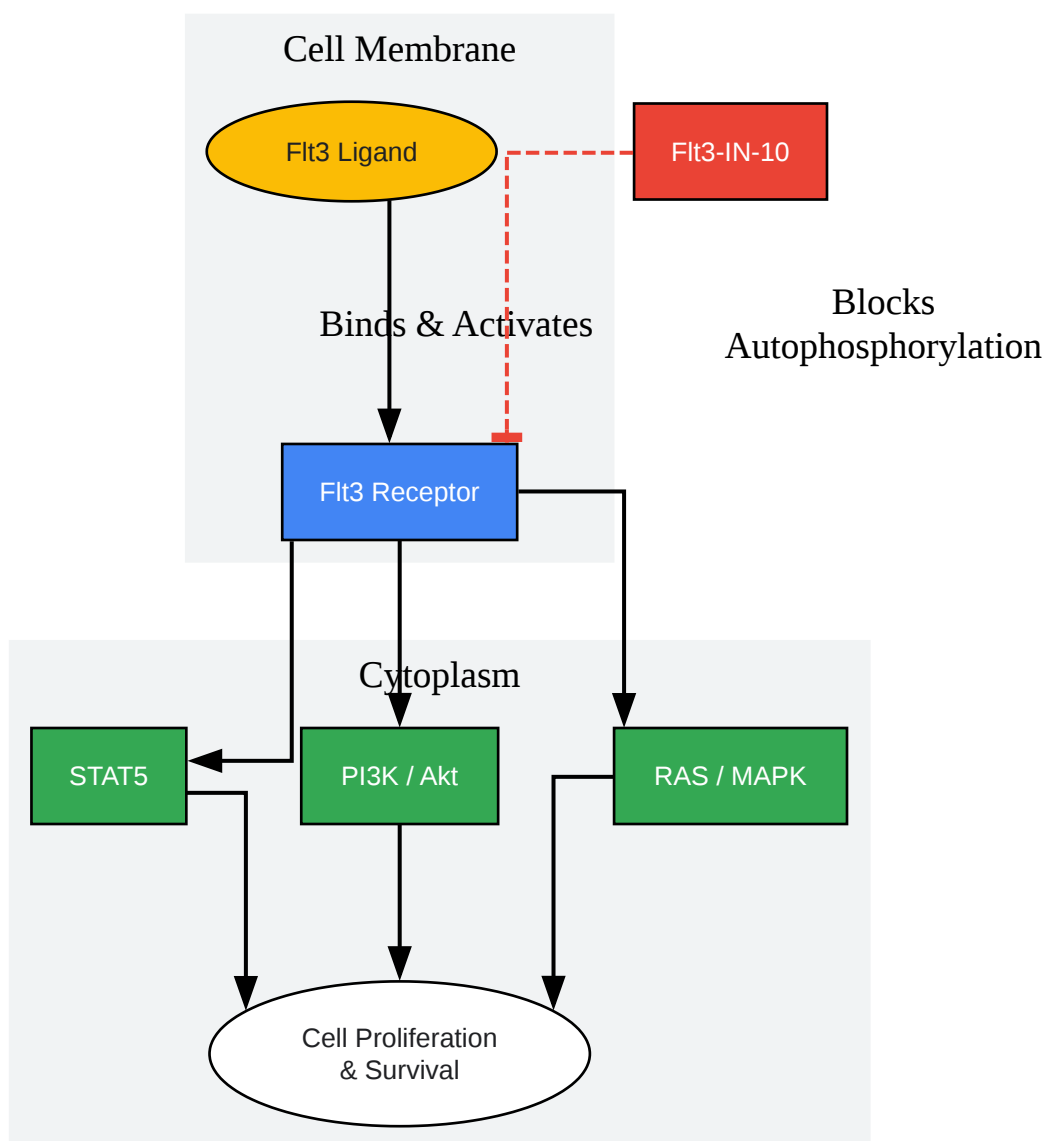 Cell Membrane
Flt3 Ligand
Flt3-IN-10
Binds & Activates
Blocks
Autophosphorylation
Flt3 Receptor
Cytoplasm
STAT5
PI3K / Akt
RAS / MAPK
Cell Proliferation
& Survival